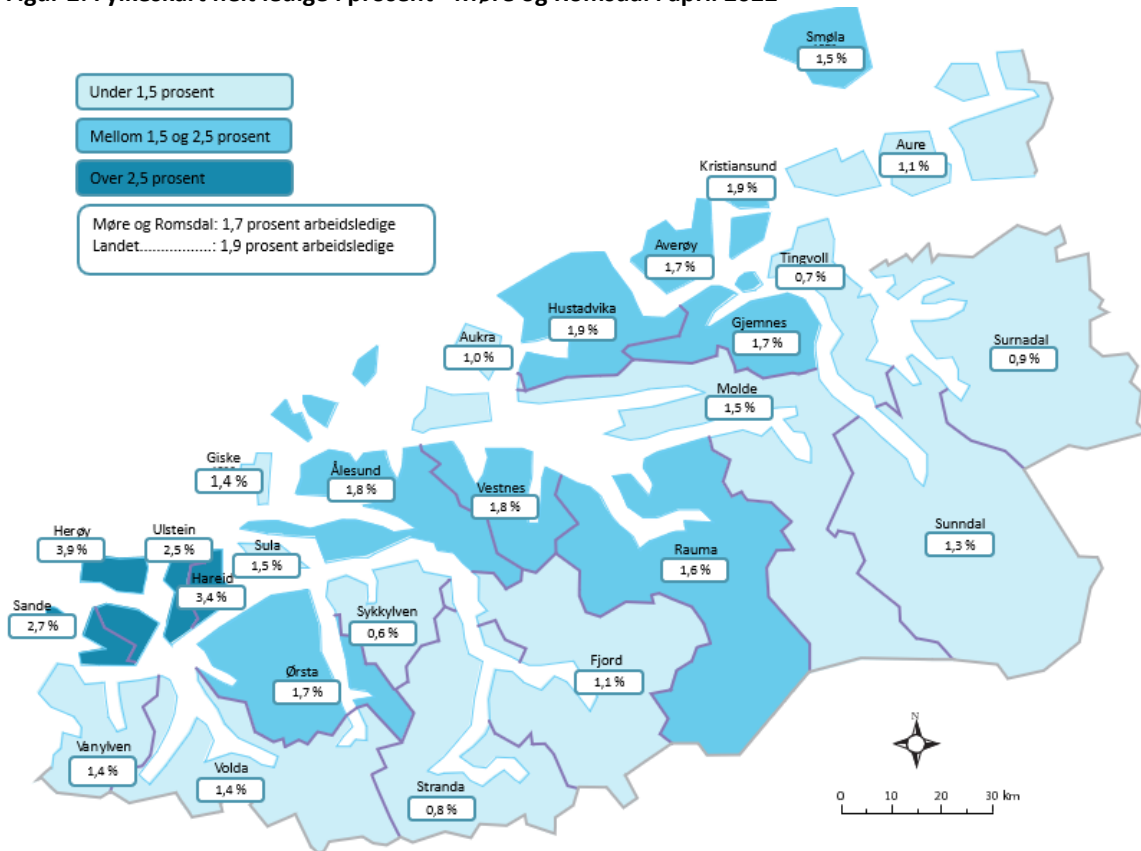 Smøla
1,5 %
Under 1,5 prosent
Mellom 1,5 og 2,5 prosent
Over 2,5 prosent
Møre og Romsdal: 1,7 prosent arbeidsledige
Landet.................: 1,9 prosent arbeidsledige
Aure
1,1 %
Kristiansund
1,9 %
Averøy
1,7 %
Tingvoll
0,7 %
Hustadvika
1,9 %
Gjemnes
1,7 %
Aukra
1,0 %
Surnadal
0,9 %
Molde
1,5 %
Giske
1,4 %
Ålesund
1,8 %
Vestnes
1,8 %
Herøy
3,9 %
Ulstein
2,5 %
Sula
1,5 %
Hareid
3,4 %
Rauma
1,6 %
Sunndal
1,3 %
Sande
2,7 %
Sykkylven
0,6 %
Fjord
1,1 %
Ørsta
1,7 %
Vanylven
1,4 %
Volda
1,4 %
Stranda
0,8 %
N
0 10 20 30 km